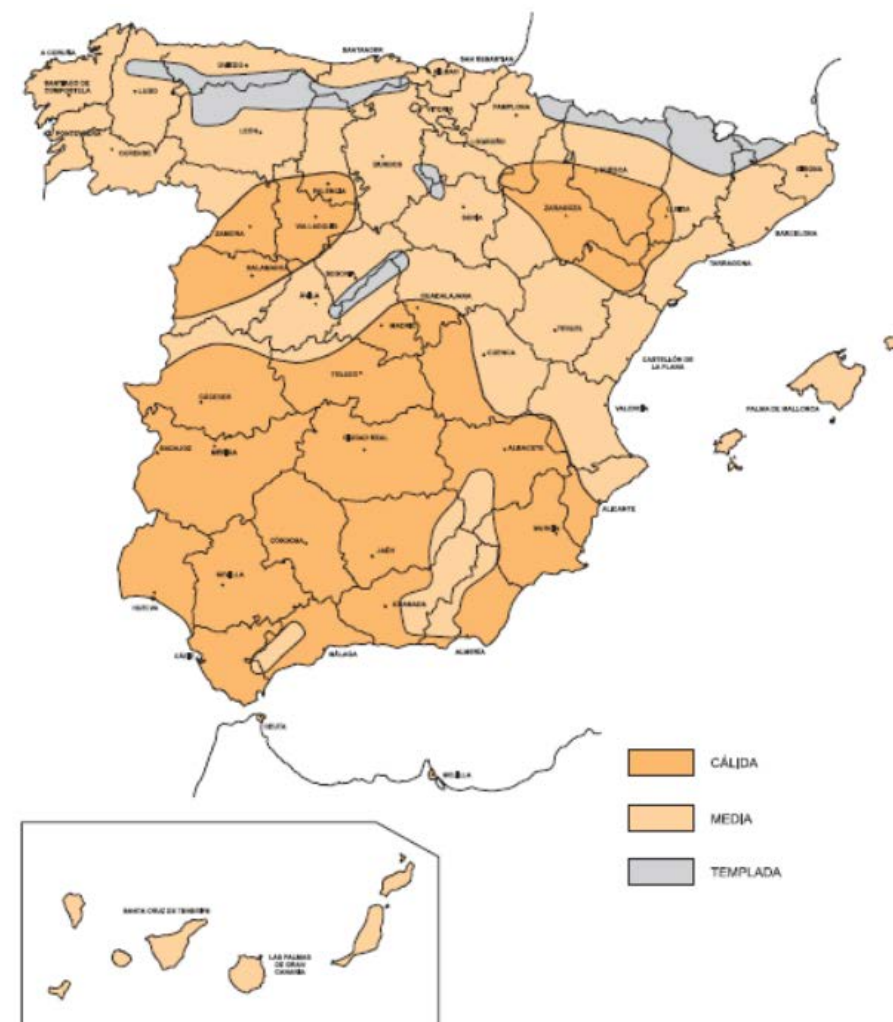 A CORUÑA
SANTANDER
SAN SEBASTIÁN
OVIEDO
BILBAO
SANTIAGO DE
COMPOSTELA
LUGO
VITORIA
PAMPLONA
PONTEVEDRA
LEÓN
LOGROÑO
OURENSE
BURGOS
HUESCA
GIRONA
PALENCIA
ZAMORA
VALLADOLID
SORIA
ZARAGOZA
LLEIDA
BARCELONA
TARRAGONA
SALAMANCA
SEGOVIA
ÁVILA
GUADALAJARA
MADRID
TERUEL
CUENCA
CASTELLÓN DE
LA PLANA
TOLEDO
CÁCERES
VALENCIA
PALMA DE MALLORCA
BADAJOZ
MÉRIDA
CIUDAD REAL
ALBACETE
ALICANTE
MURCIA
CÓRDOBA
JAÉN
SEVILLA
HUELVA
GRANADA
CÁDIZ
MÁLAGA
ALMERÍA
CEUTA
MELILLA
CÁLIDA
MEDIA
TEMPLADA
SANTA CRUZ DE TENERIFE
LAS PALMAS
DE GRAN
CANARIA